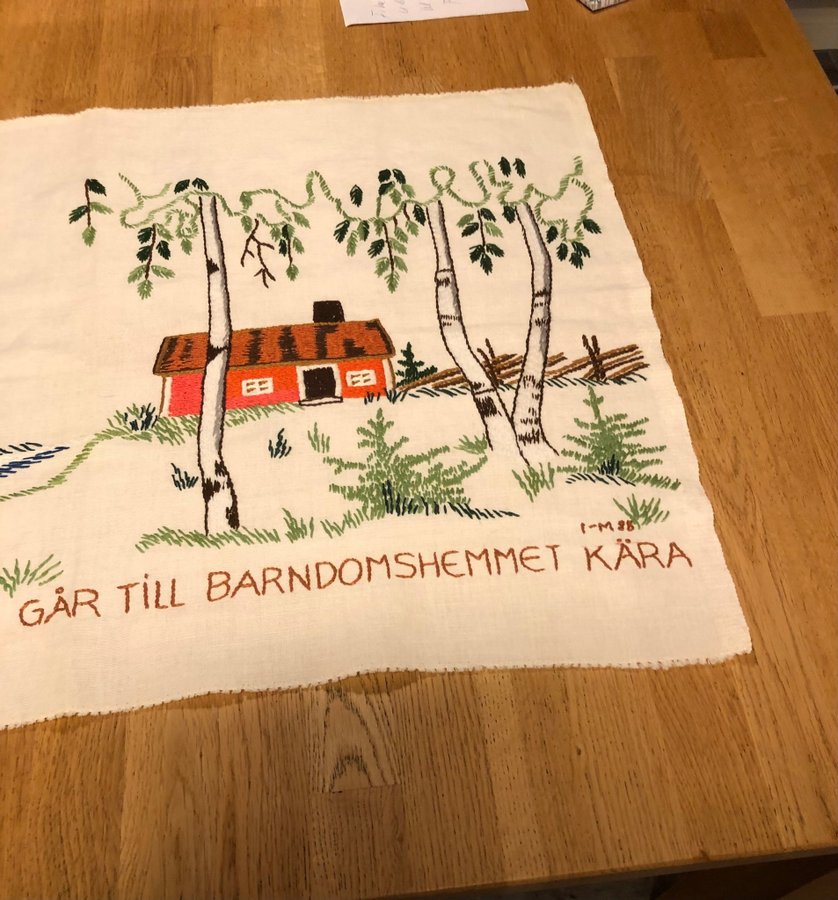 I-M 88
GÅR TILL BARNDOMSHEMMET KÄRA